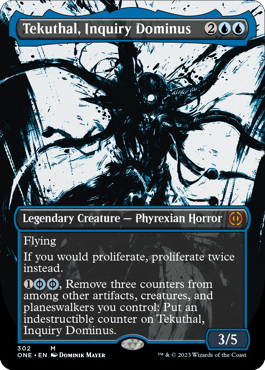 Tekuthal, Inquiry Dominus 2
Legendary Creature — Phyrexian Horror
Flying
If you would proliferate, proliferate twice
instead.
1, Remove three counters from
among other artifacts, creatures, and
planeswalkers you control: Put an
indestructible counter on Tekuthal,
Inquiry Dominus.
3/5
302 M
ONE • EN Dominik Mayer ™ & © 2023 Wizards of the Coast